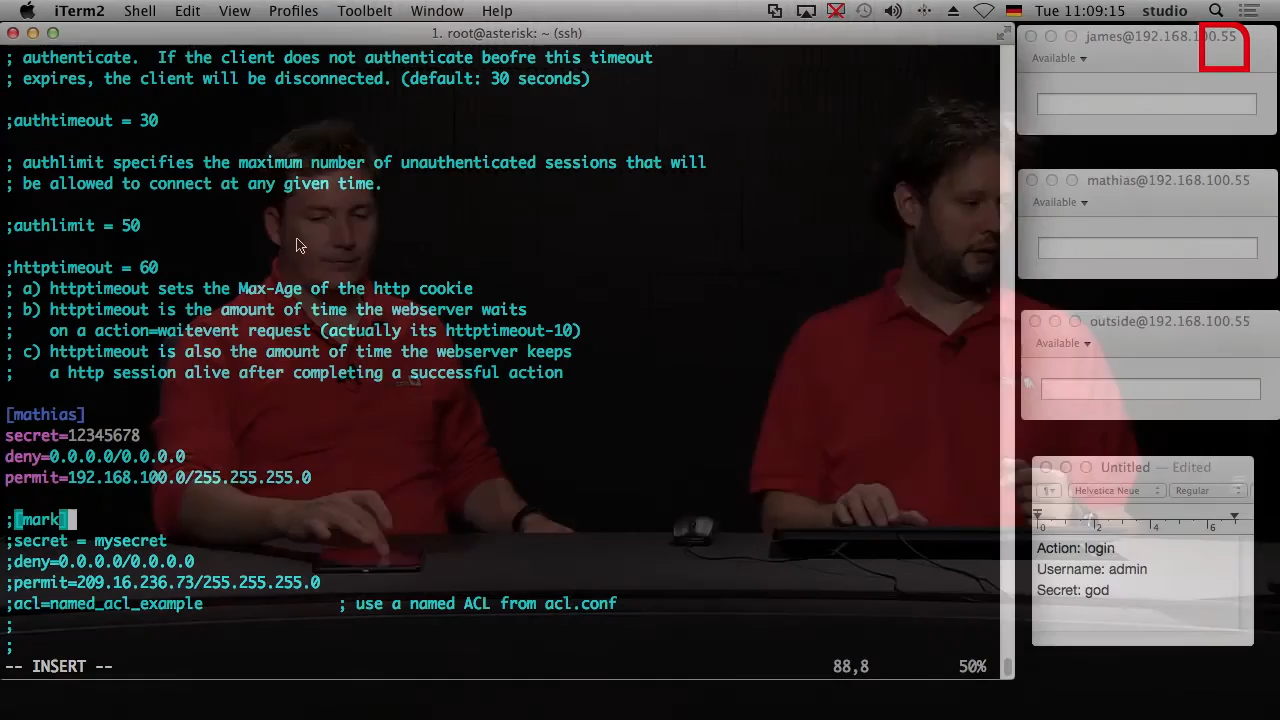 iTerm2 Shell Edit View Profiles Toolbelt Window Help Tue 11:09:15 studio
1. root@asterisk: ~ (ssh)
; authenticate. If the client does not authenticate beofre this timeout
; expires, the client will be disconnected. (default: 30 seconds)
;authtimeout = 30
; authlimit specifies the maximum number of unauthenticated sessions that will
; be allowed to connect at any given time.
;authlimit = 50
;httptimeout = 60
; a) httptimeout sets the Max-Age of the http cookie
; b) httptimeout is the amount of time the webserver waits
; on a action=waitevent request (actually its httptimeout-10)
; c) httptimeout is also the amount of time the webserver keeps
; a http session alive after completing a successful action
[mathias]
secret=12345678
deny=0.0.0.0/0.0.0.0
permit=192.168.100.0/255.255.255.0
;[mark]
;secret = mysecret
;deny=0.0.0.0/0.0.0.0
;permit=209.16.236.73/255.255.255.0
;acl=named_acl_example ; use a named ACL from acl.conf
;
;
-- INSERT -- 88,8 50%
james@192.168.100.55
Available
mathias@192.168.100.55
Available
outside@192.168.100.55
Available
Untitled — Edited
¶ Helvetica Neue Regular
0 2 4 6
Action: login
Username: admin
Secret: god